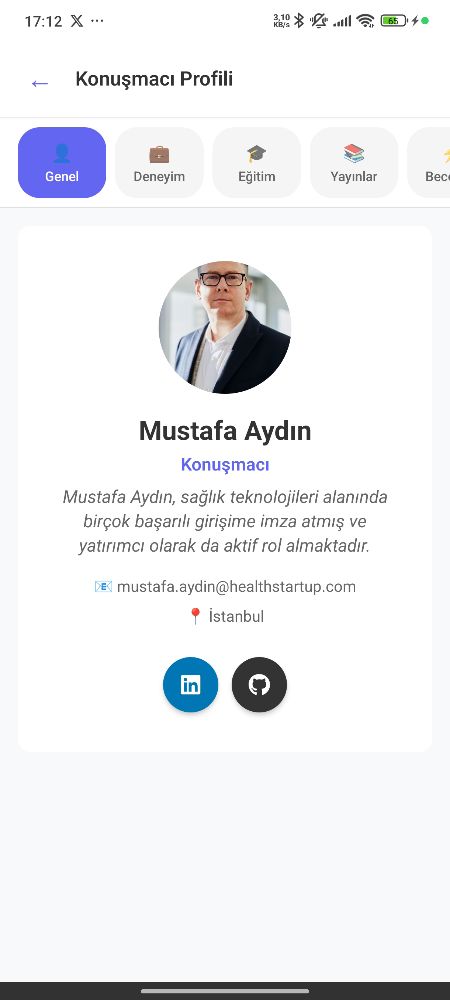 17:12 X ...
3,10
KB/s
65
← Konuşmacı Profili
Genel
Deneyim
Eğitim
Yayınlar
Bec
Mustafa Aydın
Konuşmacı
Mustafa Aydın, sağlık teknolojileri alanında
birçok başarılı girişime imza atmış ve
yatırımcı olarak da aktif rol almaktadır.
mustafa.aydin@healthstartup.com
İstanbul
in